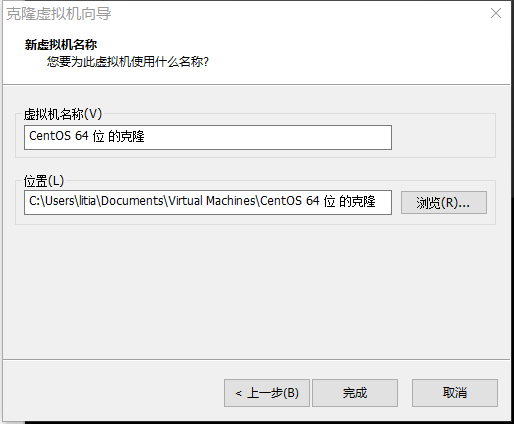 克隆虚拟机向导
新虚拟机名称
您要为此虚拟机使用什么名称?
虚拟机名称(V)
CentOS 64 位 的克隆
位置(L)
C:\Users\litia\Documents\Virtual Machines\CentOS 64 位 的克隆
浏览(R)...
< 上一步(B)
完成
取消